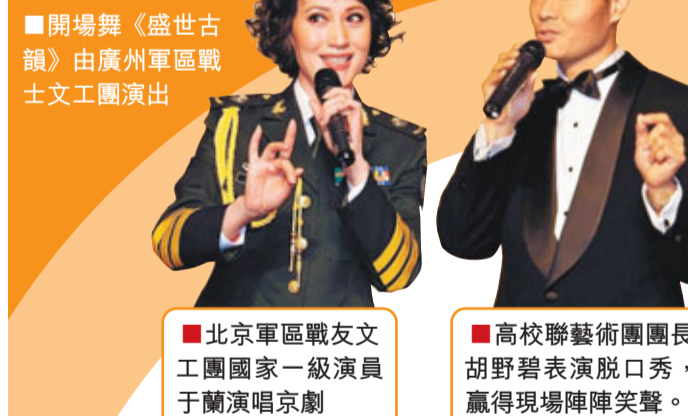 ■開場舞《盛世古
韻》由廣州軍區戰
士文工團演出
■北京軍區戰友文
工團國家一級演員
于蘭演唱京劇
■高校聯藝術團團長
胡野碧表演脱口秀，
贏得現場陣陣笑聲。